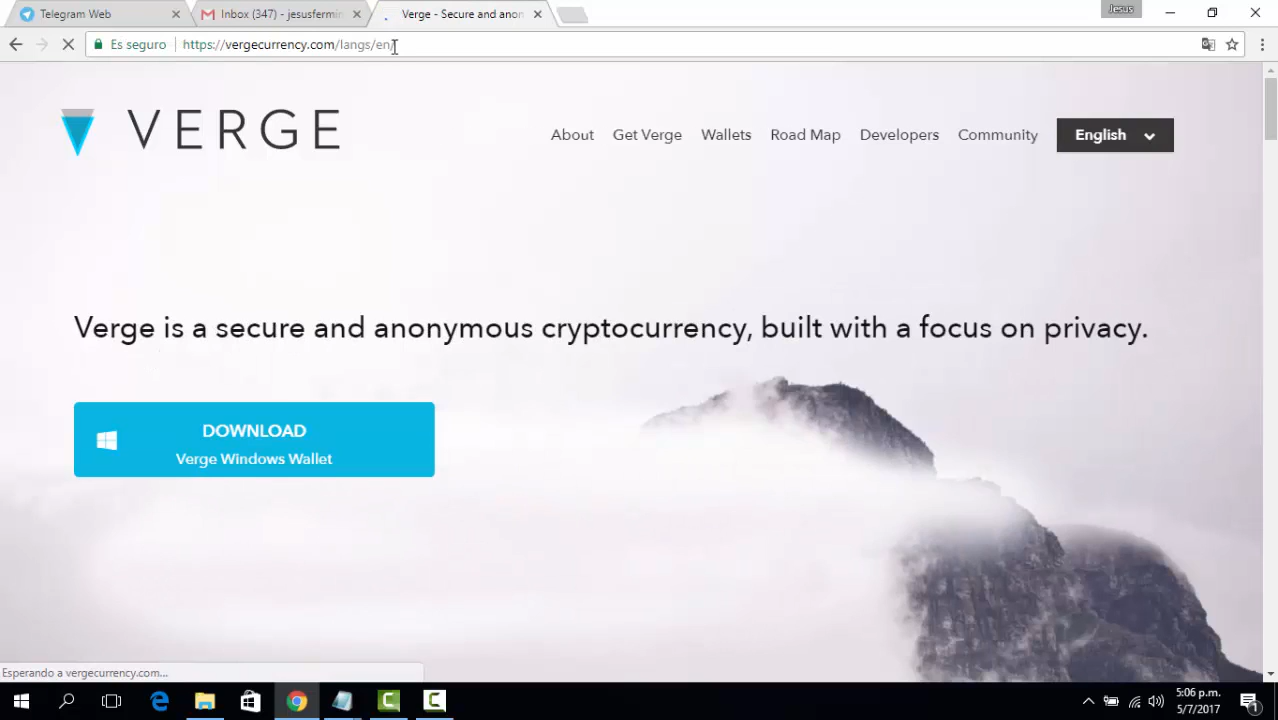 Telegram Web
Inbox (347) - jesusfermin
Verge - Secure and anon
Jesus
Es seguro
https://vergecurrency.com/langs/en/
VERGE
About
Get Verge
Wallets
Road Map
Developers
Community
English
Verge is a secure and anonymous cryptocurrency, built with a focus on privacy.
DOWNLOAD
Verge Windows Wallet
Esperando a vergecurrency.com...
5:06 p.m.
5/7/2017
1